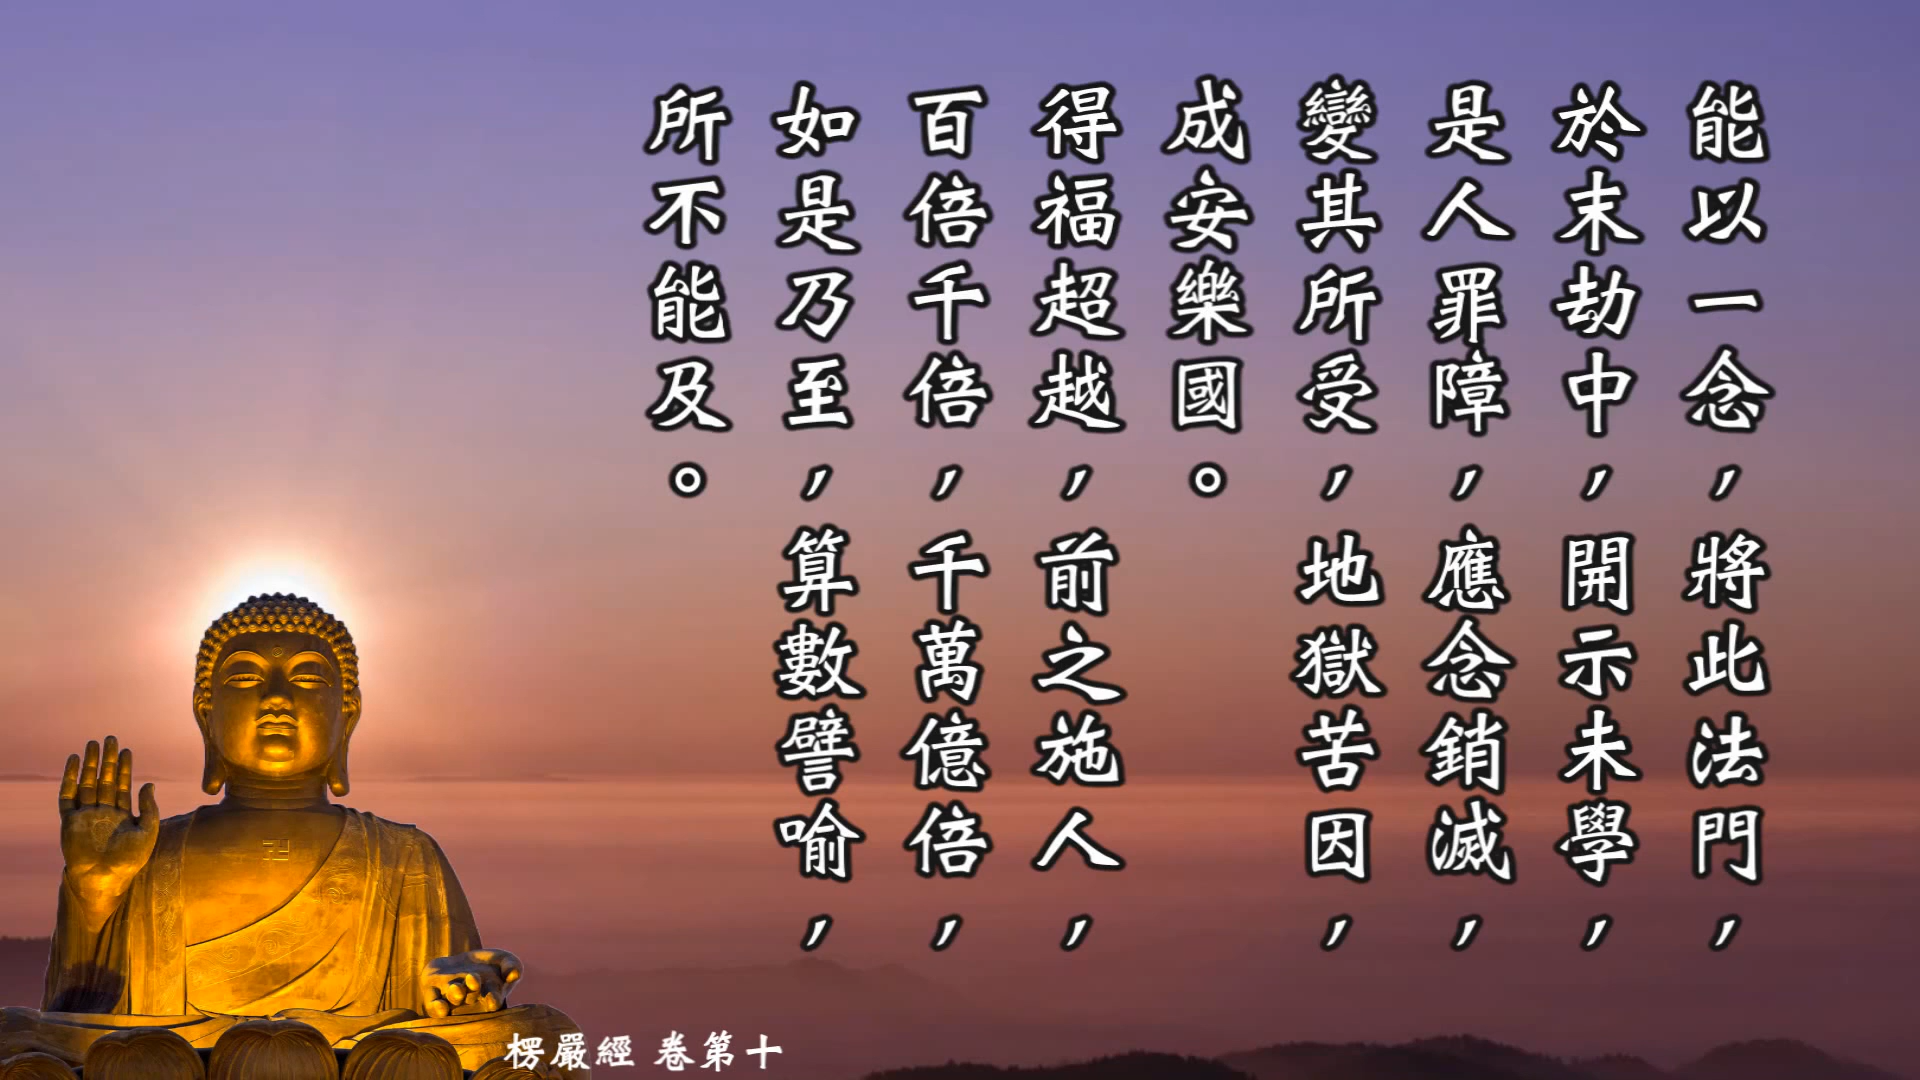 能以一念，將此法門，
於末劫中，開示未學，
是人罪障，應念銷滅，
變其所受，地獄苦因，
成安樂國。
得福超越，前之施人，
百倍千倍，千萬億倍，
如是乃至，算數譬喻，
所不能及。
卍
楞嚴經 卷第十